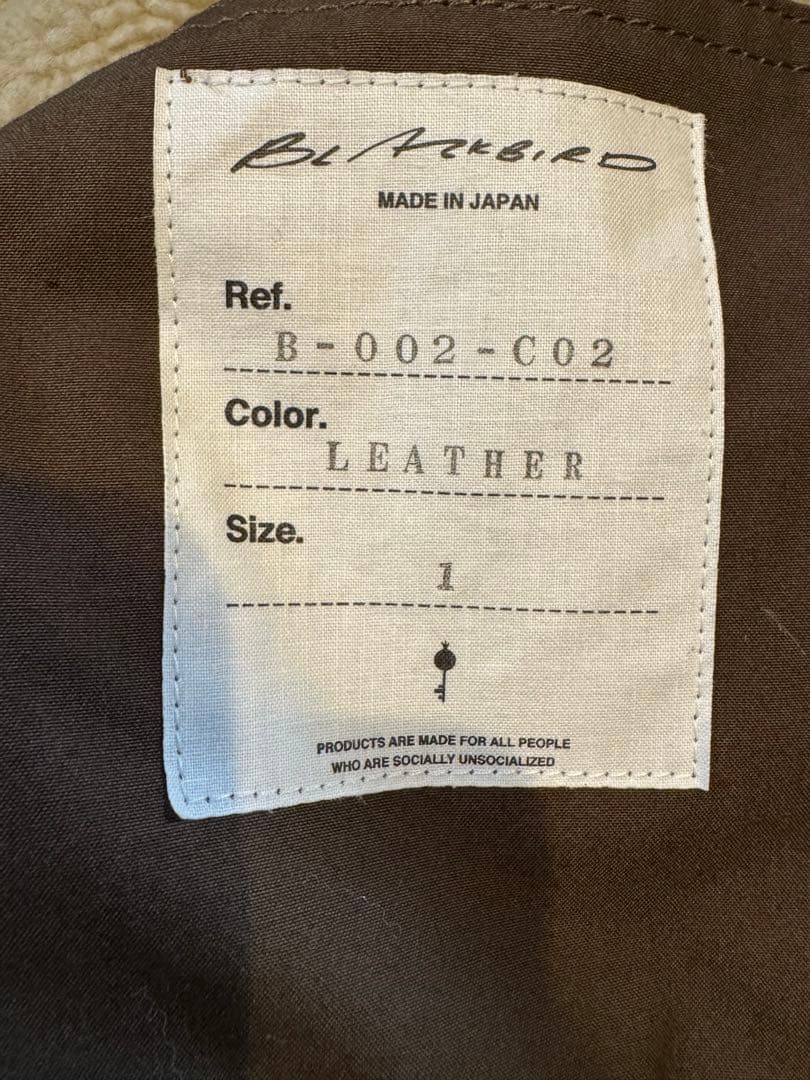 BLACKBIRD
MADE IN JAPAN
Ref.
B-002-C02
Color.
LEATHER
Size.
1
PRODUCTS ARE MADE FOR ALL PEOPLE
WHO ARE SOCIALLY UNSOCIALIZED